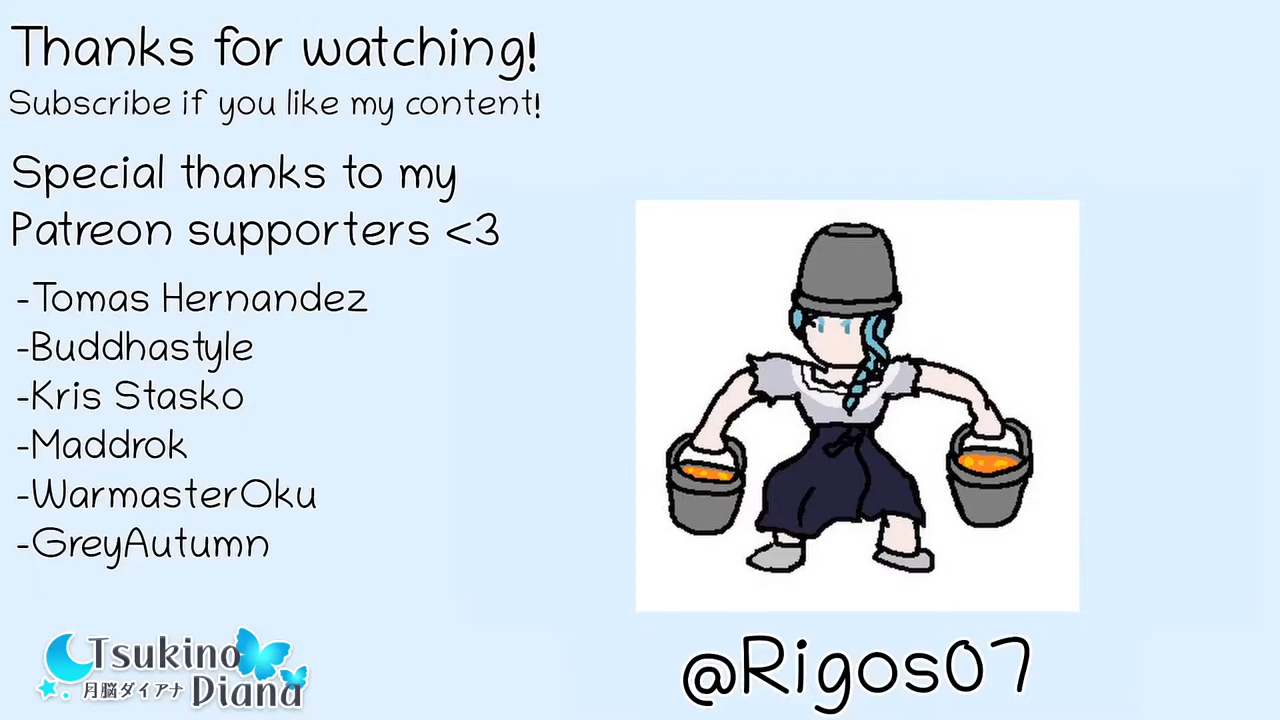 Thanks for watching!
Subscribe if you like my content!
Special thanks to my
Patreon supporters <3
-Tomas Hernandez
-Buddhastyle
-Kris Stasko
-Maddrok
-WarmasterOku
-GreyAutumn
Tsukino
月脳ダイアナ Diana
@Rigos07